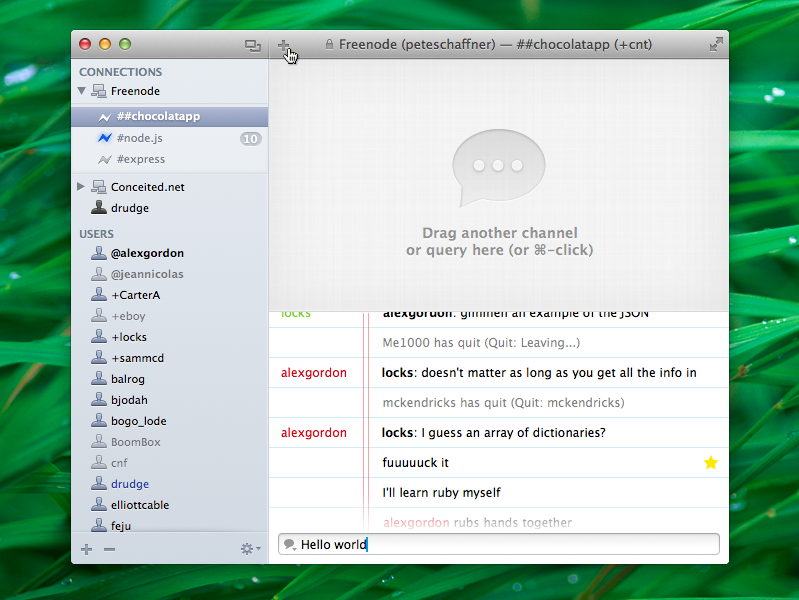 Freenode (peteschaffner) — ##chocolatapp (+cnt)
CONNECTIONS
Freenode
##chocolatapp
#node.js 10
#express
Conceited.net
drudge
USERS
@alexgordon
@jeannicolas
+CarterA
+eboy
+locks
+sammcd
balrog
bjodah
bogo_lode
BoomBox
cnf
drudge
elliottcable
feju
Drag another channel
or query here (or ⌘-click)
locks alexgordon: gimmeh an example of the JSON
Me1000 has quit (Quit: Leaving...)
alexgordon locks: doesn't matter as long as you get all the info in
mckendricks has quit (Quit: mckendricks)
alexgordon locks: I guess an array of dictionaries?
fuuuuuck it
I'll learn ruby myself
alexgordon rubs hands together
Hello world